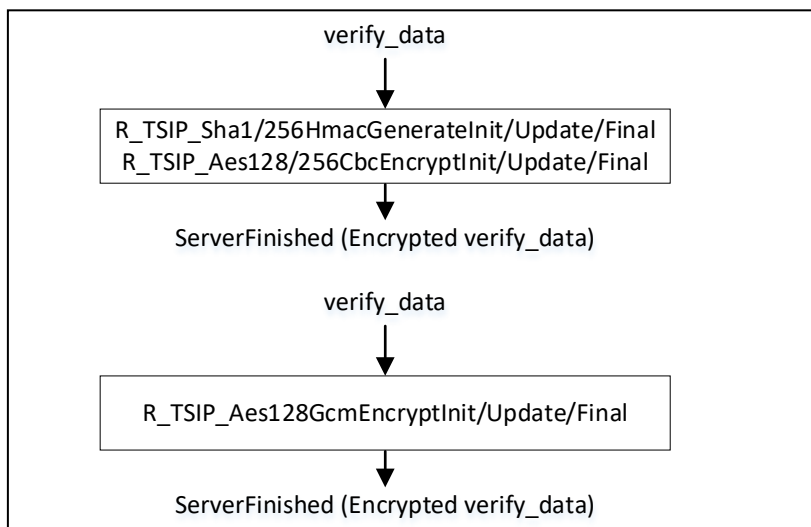 verify_data
R_TSIP_Sha1/256HmacGenerateInit/Update/Final
R_TSIP_Aes128/256CbcEncryptInit/Update/Final
ServerFinished (Encrypted verify_data)
verify_data
R_TSIP_Aes128GcmEncryptInit/Update/Final
ServerFinished (Encrypted verify_data)